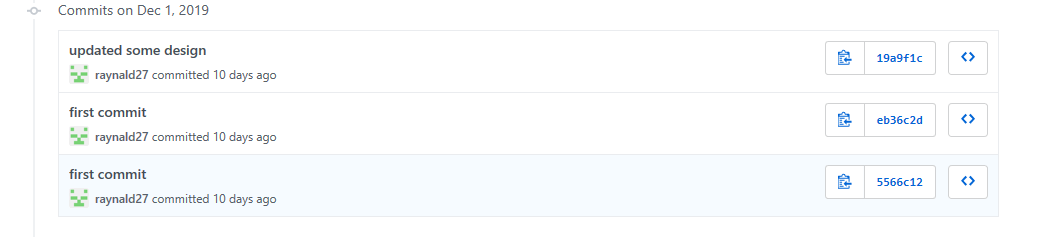 Commits on Dec 1, 2019
updated some design
raynald27 committed 10 days ago
19a9f1c
first commit
raynald27 committed 10 days ago
eb36c2d
first commit
raynald27 committed 10 days ago
5566c12